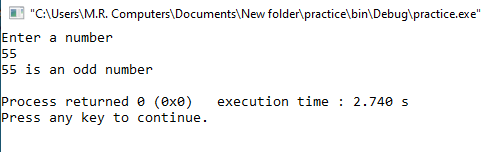 "C:\Users\M.R. Computers\Documents\New folder\practice\bin\Debug\practice.exe"
Enter a number
55
55 is an odd number
Process returned 0 (0x0)   execution time : 2.740 s
Press any key to continue.